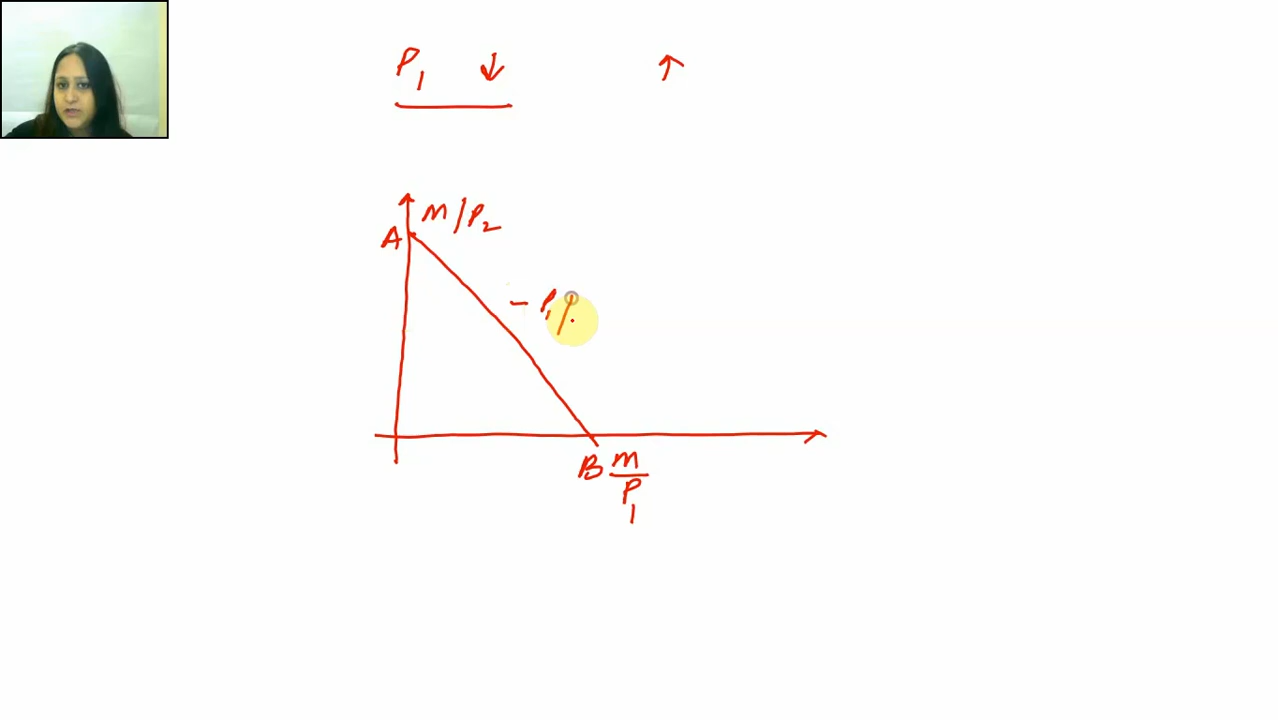 P₁ ↓ ↑
M/P₂
A
- P₁/
B m/P₁